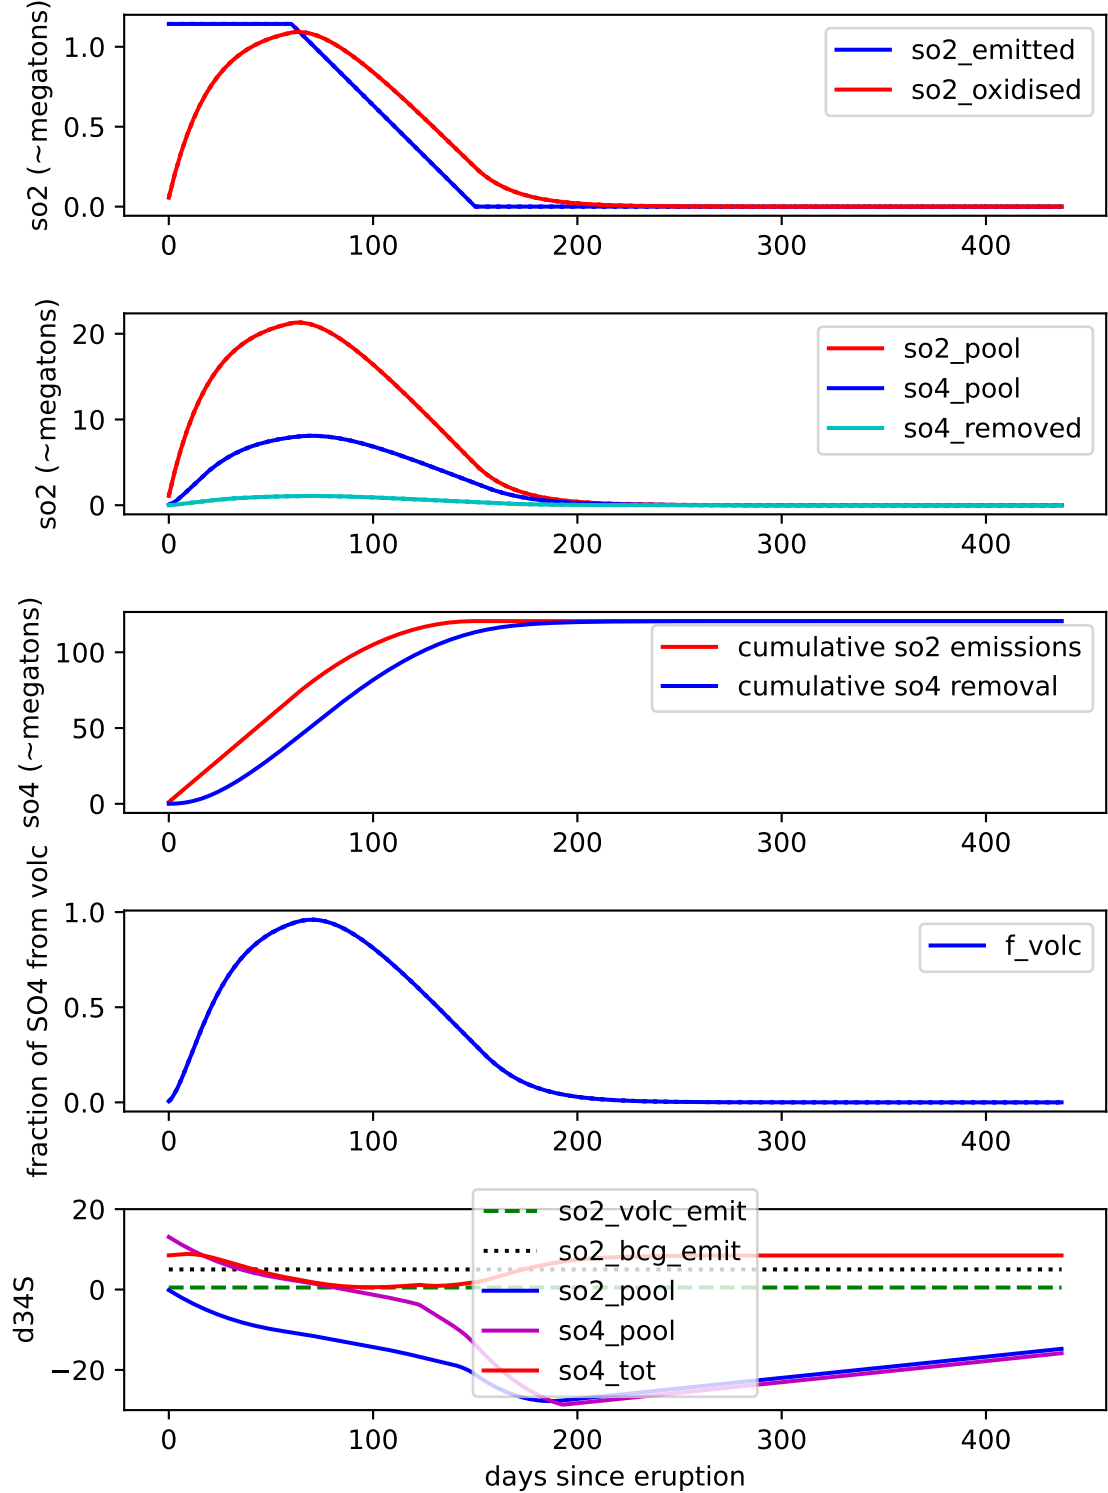 so2 (~megatons)
1.0
0.5
0.0
so2_emitted
so2_oxidised
0 100 200 300 400
so2 (~megatons)
20
10
0
so2_pool
so4_pool
so4_removed
0 100 200 300 400
so4 (~megatons)
100
50
0
cumulative so2 emissions
cumulative so4 removal
0 100 200 300 400
fraction of SO4 from volc
1.0
0.5
0.0
f_volc
0 100 200 300 400
d34S
20
0
−20
so2_volc_emit
so2_bcg_emit
so2_pool
so4_pool
so4_tot
0 100 200 300 400
days since eruption